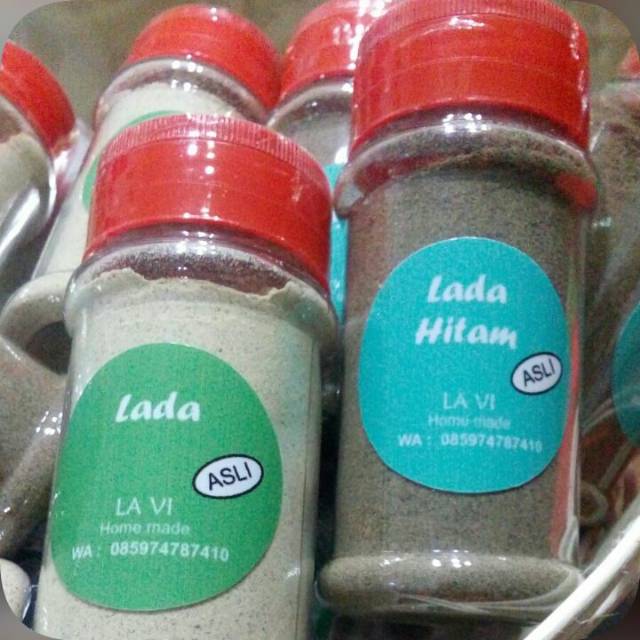 Lada
ASLI
LA VI
Home made
WA : 085974787410
Lada
Hitam
ASLI
LA VI
Home made
WA : 085974787410